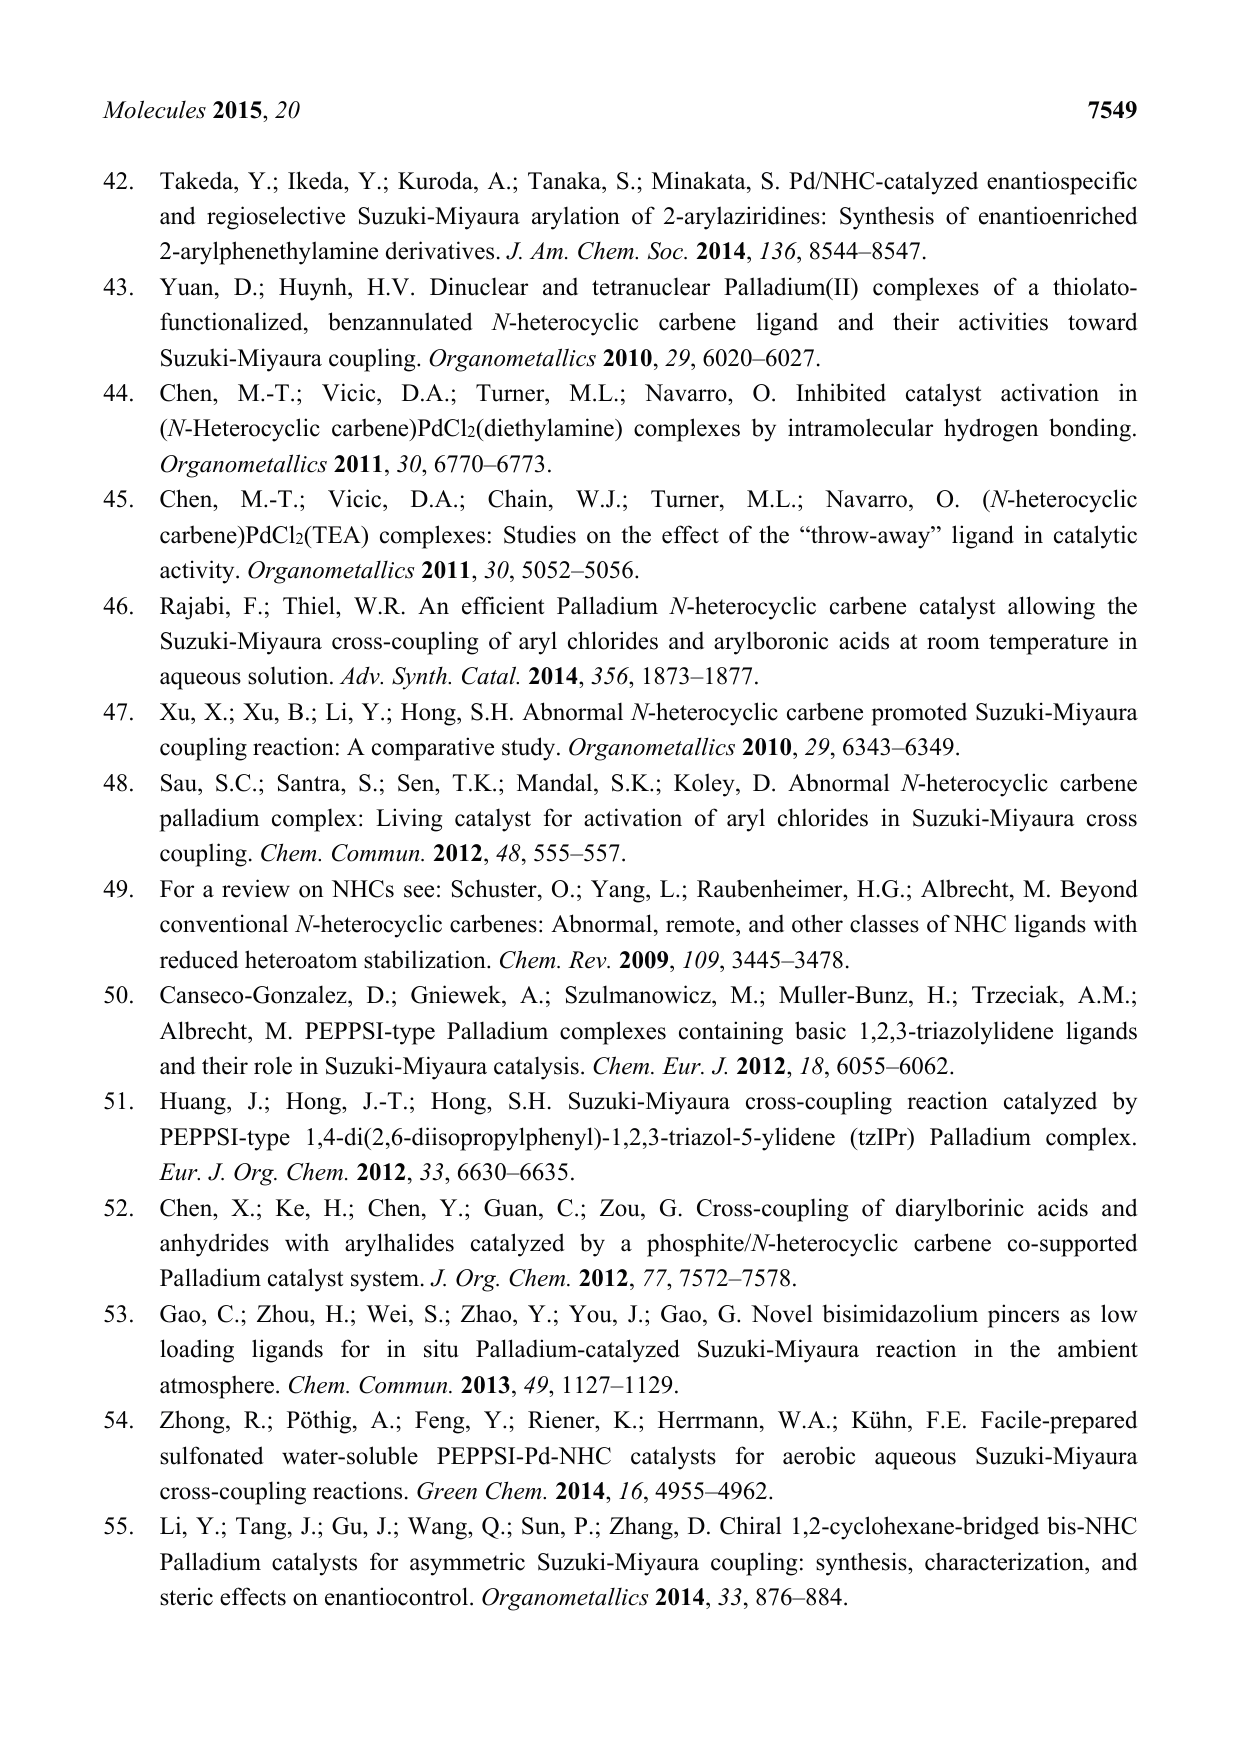 Molecules 2015, 20 7549
42. Takeda, Y.; Ikeda, Y.; Kuroda, A.; Tanaka, S.; Minakata, S. Pd/NHC-catalyzed enantiospecific
and regioselective Suzuki-Miyaura arylation of 2-arylaziridines: Synthesis of enantioenriched
2-arylphenethylamine derivatives. J. Am. Chem. Soc. 2014, 136, 8544–8547.
43. Yuan, D.; Huynh, H.V. Dinuclear and tetranuclear Palladium(II) complexes of a thiolato-
functionalized, benzannulated N-heterocyclic carbene ligand and their activities toward
Suzuki-Miyaura coupling. Organometallics 2010, 29, 6020–6027.
44. Chen, M.-T.; Vicic, D.A.; Turner, M.L.; Navarro, O. Inhibited catalyst activation in
(N-Heterocyclic carbene)PdCl₂(diethylamine) complexes by intramolecular hydrogen bonding.
Organometallics 2011, 30, 6770–6773.
45. Chen, M.-T.; Vicic, D.A.; Chain, W.J.; Turner, M.L.; Navarro, O. (N-heterocyclic
carbene)PdCl₂(TEA) complexes: Studies on the effect of the “throw-away” ligand in catalytic
activity. Organometallics 2011, 30, 5052–5056.
46. Rajabi, F.; Thiel, W.R. An efficient Palladium N-heterocyclic carbene catalyst allowing the
Suzuki-Miyaura cross-coupling of aryl chlorides and arylboronic acids at room temperature in
aqueous solution. Adv. Synth. Catal. 2014, 356, 1873–1877.
47. Xu, X.; Xu, B.; Li, Y.; Hong, S.H. Abnormal N-heterocyclic carbene promoted Suzuki-Miyaura
coupling reaction: A comparative study. Organometallics 2010, 29, 6343–6349.
48. Sau, S.C.; Santra, S.; Sen, T.K.; Mandal, S.K.; Koley, D. Abnormal N-heterocyclic carbene
palladium complex: Living catalyst for activation of aryl chlorides in Suzuki-Miyaura cross
coupling. Chem. Commun. 2012, 48, 555–557.
49. For a review on NHCs see: Schuster, O.; Yang, L.; Raubenheimer, H.G.; Albrecht, M. Beyond
conventional N-heterocyclic carbenes: Abnormal, remote, and other classes of NHC ligands with
reduced heteroatom stabilization. Chem. Rev. 2009, 109, 3445–3478.
50. Canseco-Gonzalez, D.; Gniewek, A.; Szulmanowicz, M.; Muller-Bunz, H.; Trzeciak, A.M.;
Albrecht, M. PEPPSI-type Palladium complexes containing basic 1,2,3-triazolylidene ligands
and their role in Suzuki-Miyaura catalysis. Chem. Eur. J. 2012, 18, 6055–6062.
51. Huang, J.; Hong, J.-T.; Hong, S.H. Suzuki-Miyaura cross-coupling reaction catalyzed by
PEPPSI-type 1,4-di(2,6-diisopropylphenyl)-1,2,3-triazol-5-ylidene (tzIPr) Palladium complex.
Eur. J. Org. Chem. 2012, 33, 6630–6635.
52. Chen, X.; Ke, H.; Chen, Y.; Guan, C.; Zou, G. Cross-coupling of diarylborinic acids and
anhydrides with arylhalides catalyzed by a phosphite/N-heterocyclic carbene co-supported
Palladium catalyst system. J. Org. Chem. 2012, 77, 7572–7578.
53. Gao, C.; Zhou, H.; Wei, S.; Zhao, Y.; You, J.; Gao, G. Novel bisimidazolium pincers as low
loading ligands for in situ Palladium-catalyzed Suzuki-Miyaura reaction in the ambient
atmosphere. Chem. Commun. 2013, 49, 1127–1129.
54. Zhong, R.; Pöthig, A.; Feng, Y.; Riener, K.; Herrmann, W.A.; Kühn, F.E. Facile-prepared
sulfonated water-soluble PEPPSI-Pd-NHC catalysts for aerobic aqueous Suzuki-Miyaura
cross-coupling reactions. Green Chem. 2014, 16, 4955–4962.
55. Li, Y.; Tang, J.; Gu, J.; Wang, Q.; Sun, P.; Zhang, D. Chiral 1,2-cyclohexane-bridged bis-NHC
Palladium catalysts for asymmetric Suzuki-Miyaura coupling: synthesis, characterization, and
steric effects on enantiocontrol. Organometallics 2014, 33, 876–884.